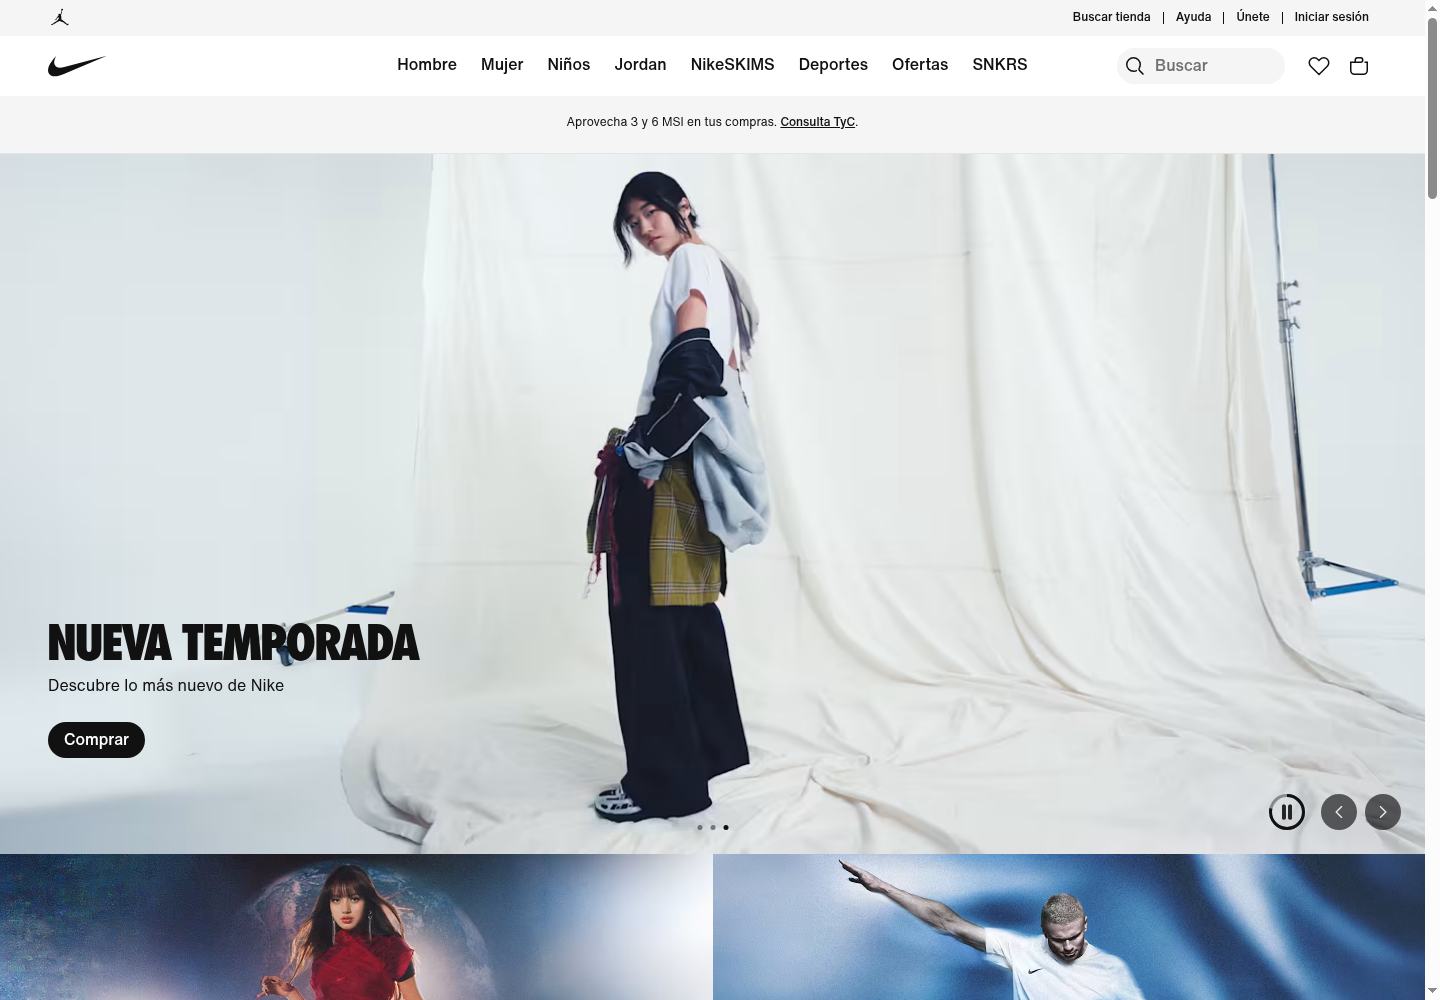 Buscar tienda | Ayuda | Únete | Iniciar sesión
Hombre Mujer Niños Jordan NikeSKIMS Deportes Ofertas SNKRS Buscar
Aprovecha 3 y 6 MSI en tus compras. Consulta TyC.
NUEVA TEMPORADA
Descubre lo más nuevo de Nike
Comprar